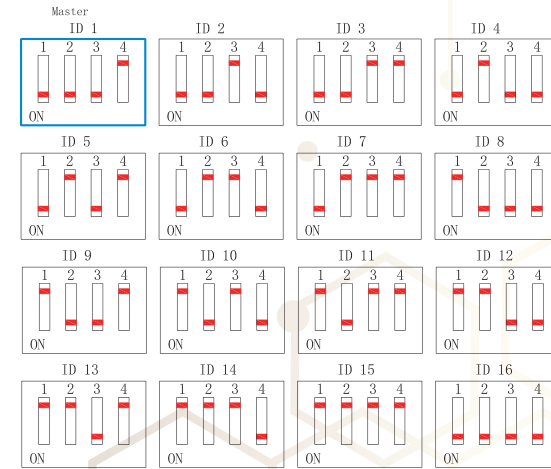 Master
ID 1 ID 2 ID 3 ID 4
1 2 3 4 1 2 3 4 1 2 3 4 1 2 3 4
ON ON ON ON
ID 5 ID 6 ID 7 ID 8
1 2 3 4 1 2 3 4 1 2 3 4 1 2 3 4
ON ON ON ON
ID 9 ID 10 ID 11 ID 12
1 2 3 4 1 2 3 4 1 2 3 4 1 2 3 4
ON ON ON ON
ID 13 ID 14 ID 15 ID 16
1 2 3 4 1 2 3 4 1 2 3 4 1 2 3 4
ON ON ON ON